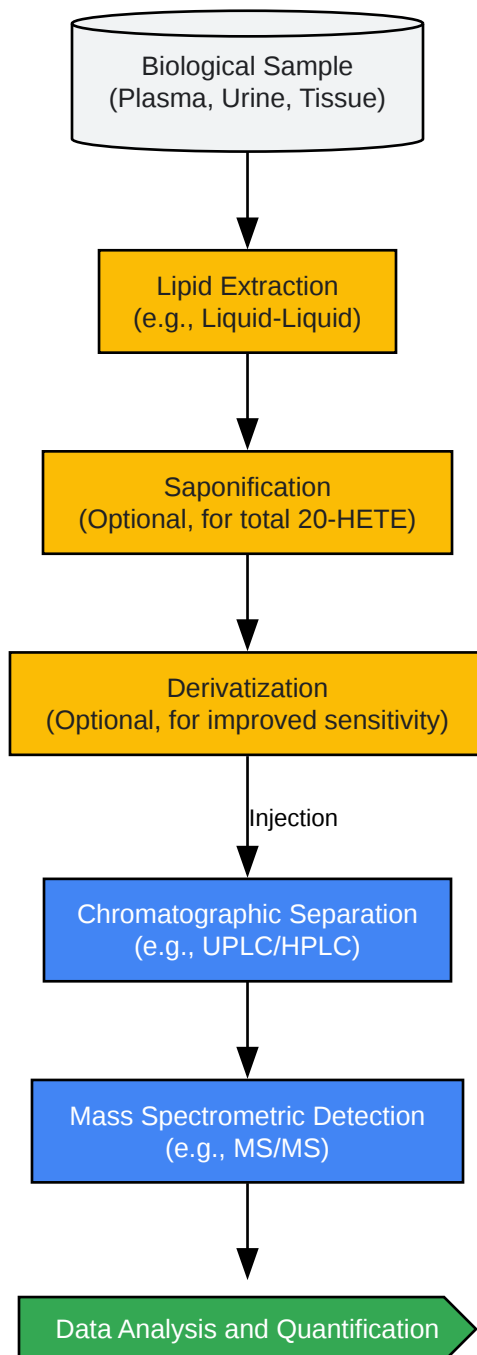 Biological Sample
(Plasma, Urine, Tissue)
Lipid Extraction
(e.g., Liquid-Liquid)
Saponification
(Optional, for total 20-HETE)
Derivatization
(Optional, for improved sensitivity)
Injection
Chromatographic Separation
(e.g., UPLC/HPLC)
Mass Spectrometric Detection
(e.g., MS/MS)
Data Analysis and Quantification